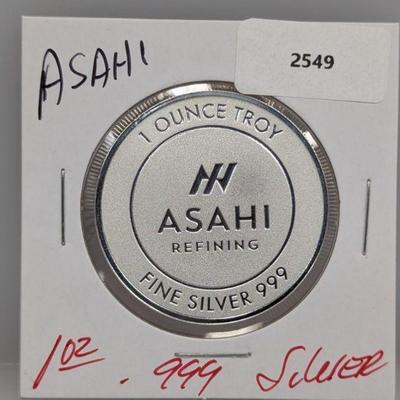 ASAHI
2549
1 OUNCE TROY
ASAHI
REFINING
FINE SILVER 999
1oz . 999 Silver